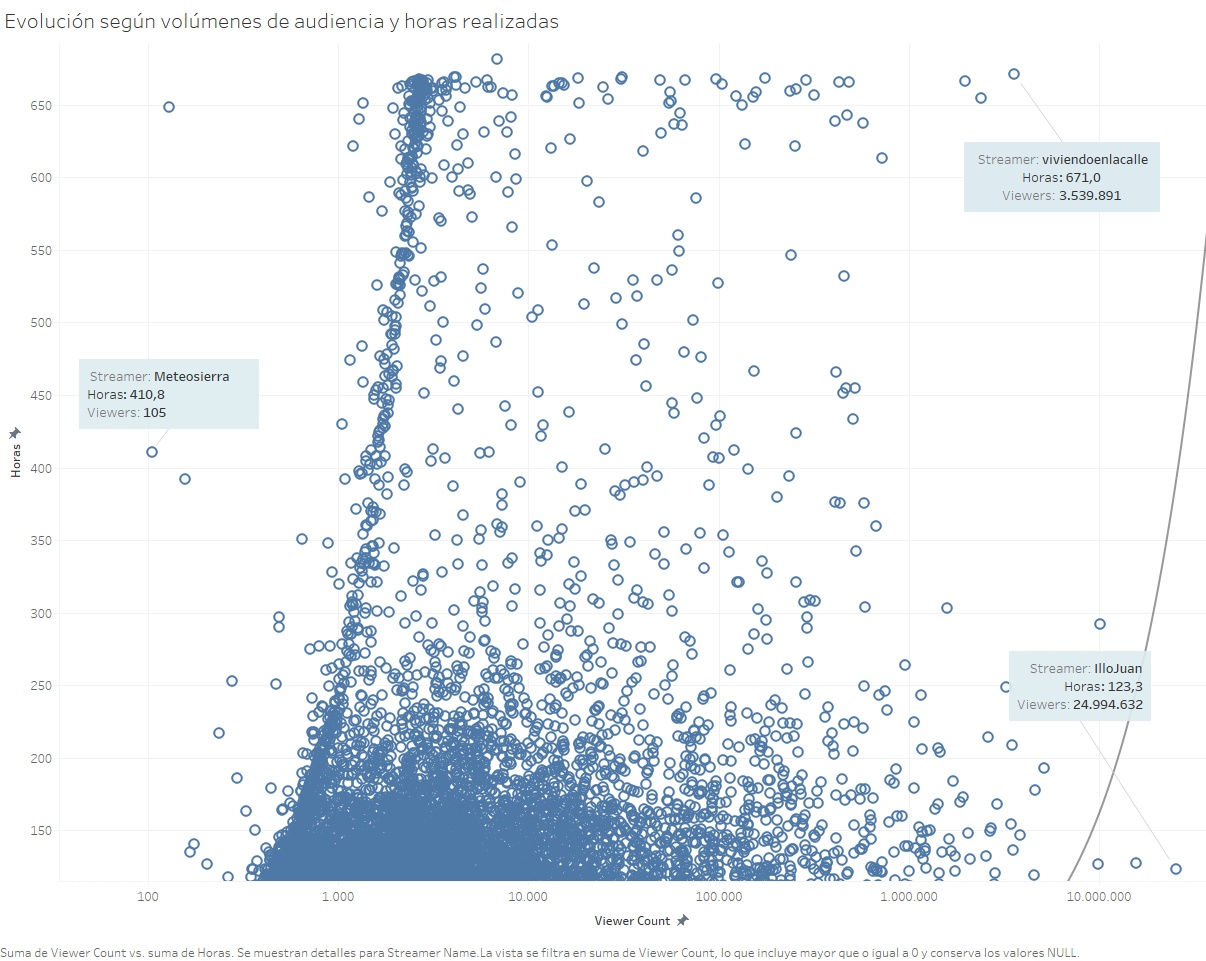 Evolución según volúmenes de audiencia y horas realizadas
650
600
550
500
450
400
350
300
250
200
150
Horas
Streamer: viviendoenlacalle
Horas: 671,0
Viewers: 3.539.891
Streamer: Meteosierra
Horas: 410,8
Viewers: 105
Streamer: IlloJuan
Horas: 123,3
Viewers: 24.994.632
100
1.000
10.000
100.000
1.000.000
10.000.000
Viewer Count
Suma de Viewer Count vs. suma de Horas. Se muestran detalles para Streamer Name.La vista se filtra en suma de Viewer Count, lo que incluye mayor que o igual a 0 y conserva los valores NULL.